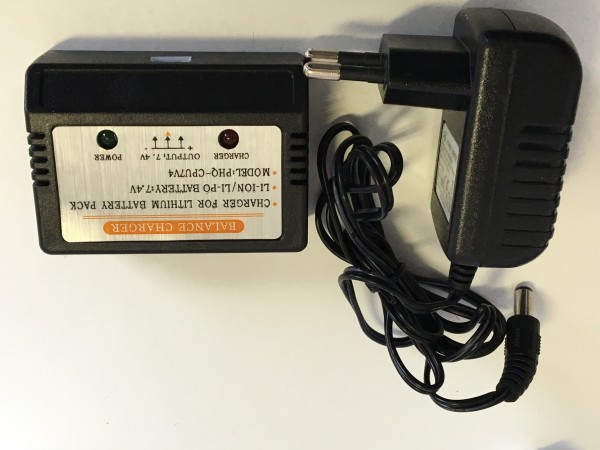 BALANCE CHARGER
• CHARGER FOR LITHIUM BATTERY PACK
• LI-ION/LI-PO BATTERY:7.4V
• MODEL:PHQ-CPU7V4
CHARGER
+ -
OUTPUT:7.4V
POWER